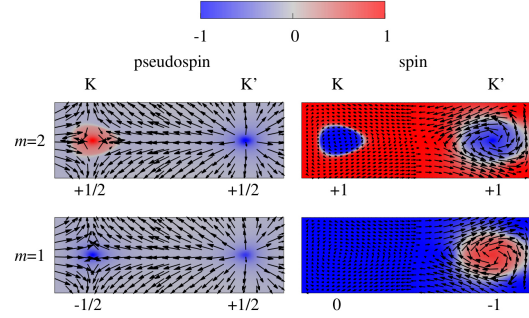 -1 0 1
pseudospin spin
K K' K K'
m=2
+1/2 +1/2 +1 +1
m=1
-1/2 +1/2 0 -1